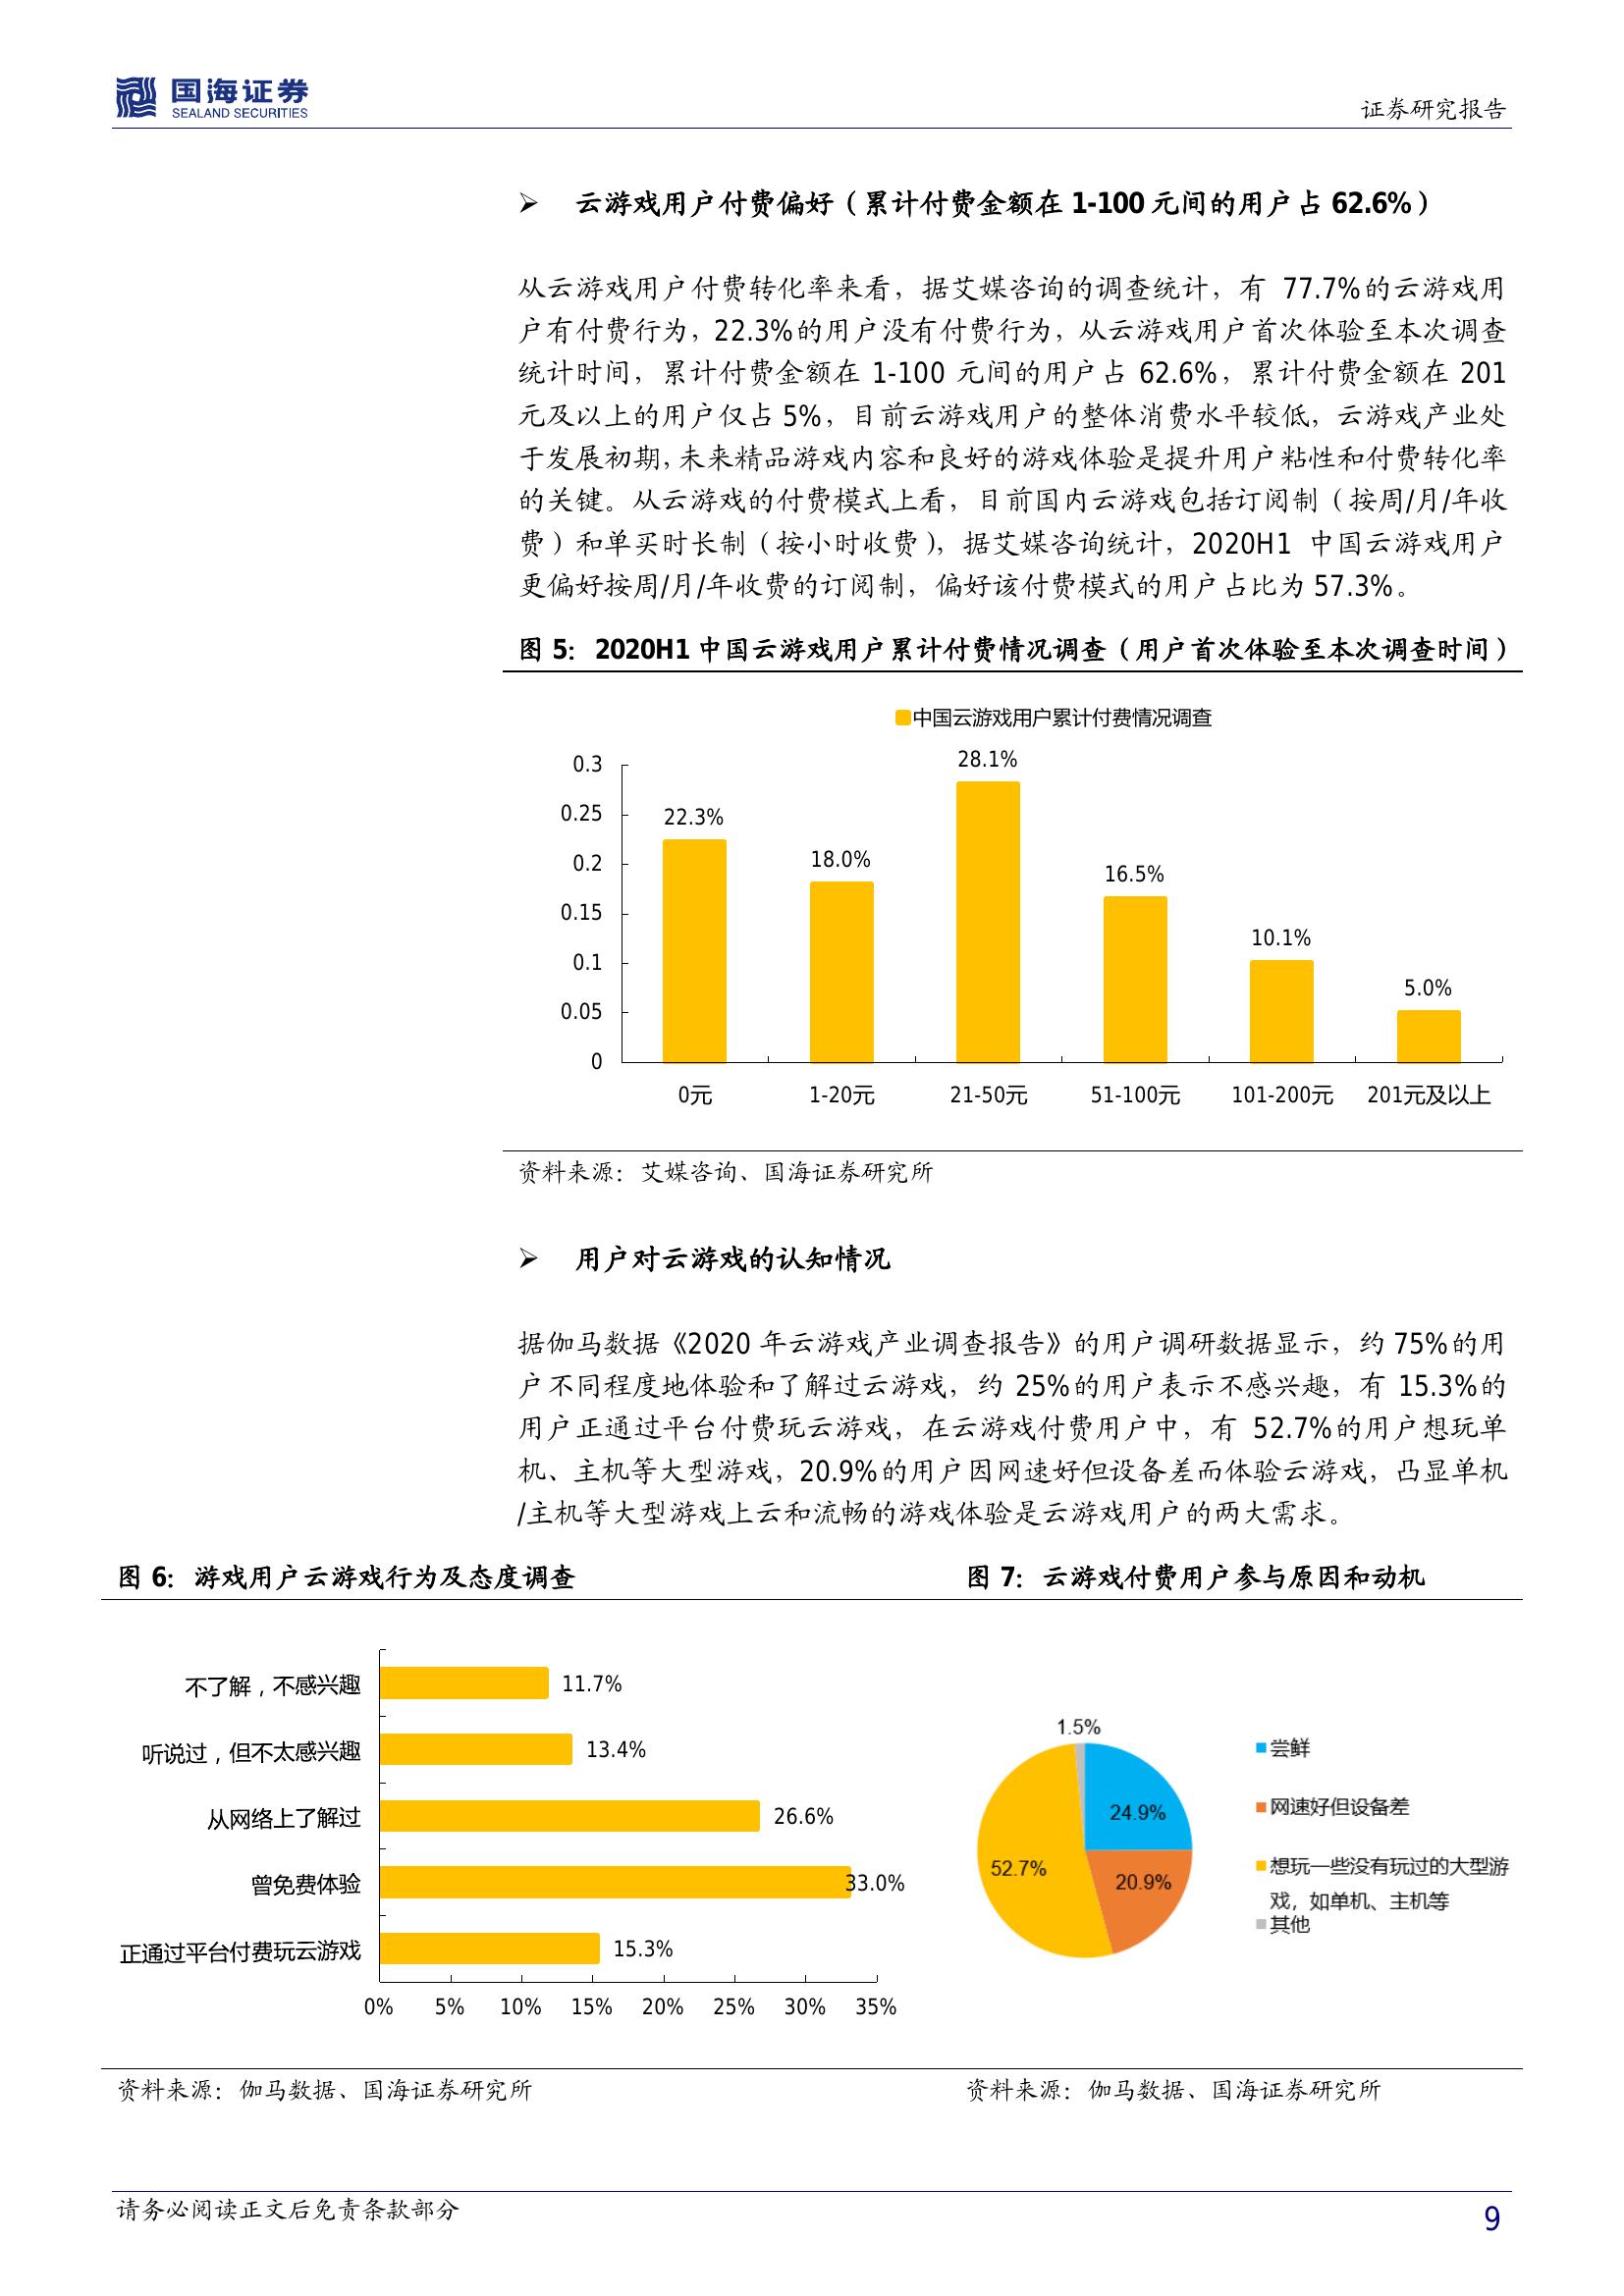 国海证券
SEALAND SECURITIES
证券研究报告
➢ 云游戏用户付费偏好（累计付费金额在 1-100 元间的用户占 62.6%）
从云游戏用户付费转化率来看，据艾媒咨询的调查统计，有 77.7%的云游戏用
户有付费行为，22.3%的用户没有付费行为，从云游戏用户首次体验至本次调查
统计时间，累计付费金额在 1-100 元间的用户占 62.6%，累计付费金额在 201
元及以上的用户仅占 5%，目前云游戏用户的整体消费水平较低，云游戏产业处
于发展初期，未来精品游戏内容和良好的游戏体验是提升用户粘性和付费转化率
的关键。从云游戏的付费模式上看，目前国内云游戏包括订阅制（按周/月/年收
费）和单买时长制（按小时收费），据艾媒咨询统计，2020H1 中国云游戏用户
更偏好按周/月/年收费的订阅制，偏好该付费模式的用户占比为 57.3%。
图 5：2020H1 中国云游戏用户累计付费情况调查（用户首次体验至本次调查时间）
中国云游戏用户累计付费情况调查
0.3
0.25
0.2
0.15
0.1
0.05
0
22.3%
18.0%
28.1%
16.5%
10.1%
5.0%
0元
1-20元
21-50元
51-100元
101-200元
201元及以上
资料来源：艾媒咨询、国海证券研究所
➢ 用户对云游戏的认知情况
据伽马数据《2020 年云游戏产业调查报告》的用户调研数据显示，约 75%的用
户不同程度地体验和了解过云游戏，约 25%的用户表示不感兴趣，有 15.3%的
用户正通过平台付费玩云游戏，在云游戏付费用户中，有 52.7%的用户想玩单
机、主机等大型游戏，20.9%的用户因网速好但设备差而体验云游戏，凸显单机
/主机等大型游戏上云和流畅的游戏体验是云游戏用户的两大需求。
图 6：游戏用户云游戏行为及态度调查
不了解，不感兴趣 11.7%
听说过，但不太感兴趣 13.4%
从网络上了解过 26.6%
曾免费体验 33.0%
正通过平台付费玩云游戏 15.3%
0% 5% 10% 15% 20% 25% 30% 35%
资料来源：伽马数据、国海证券研究所
图 7：云游戏付费用户参与原因和动机
1.5%
24.9%
52.7%
20.9%
尝鲜
网速好但设备差
想玩一些没有玩过的大型游
戏，如单机、主机等
其他
资料来源：伽马数据、国海证券研究所
请务必阅读正文后免责条款部分
9